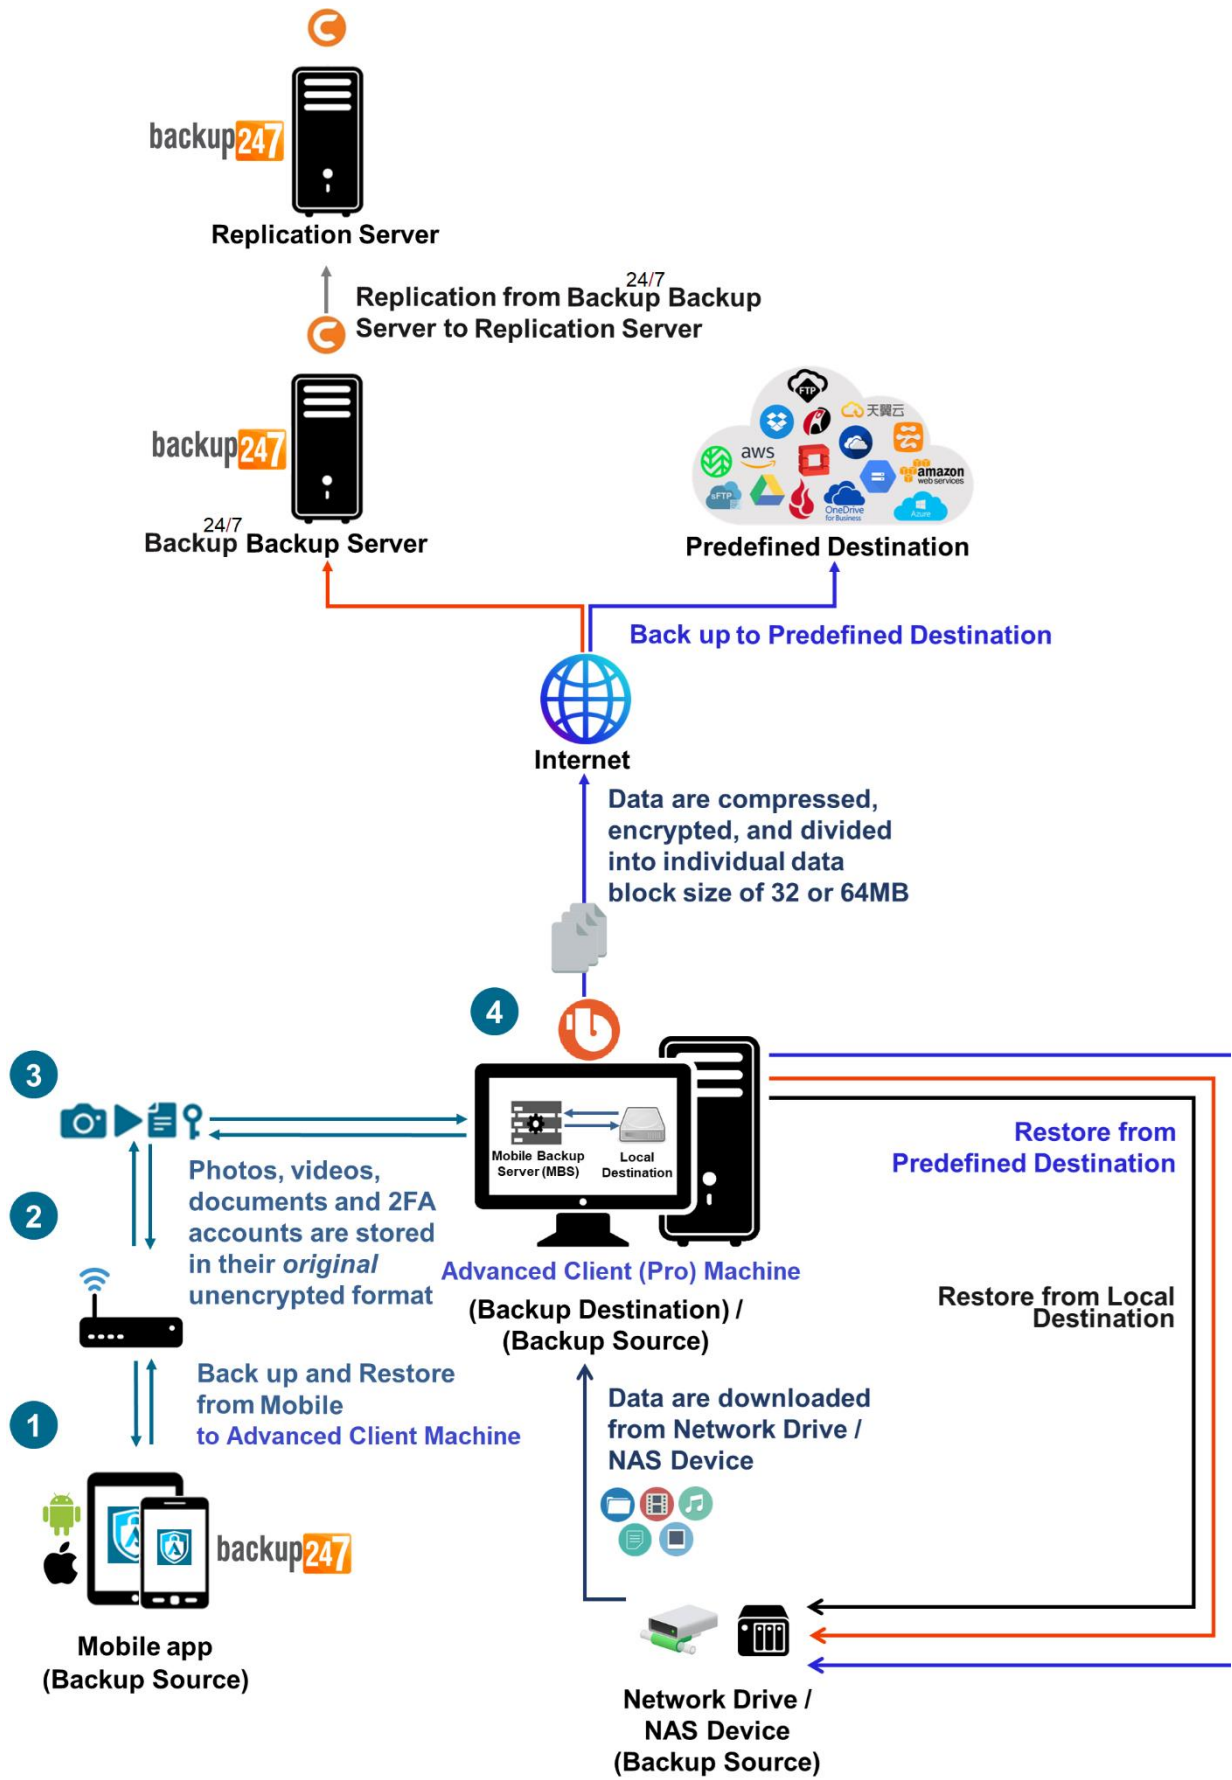 backup247
Replication Server
24/7
Replication from Backup Backup
Server to Replication Server
backup247
24/7
Backup Backup Server
FTP
天翼云
aws
amazon
web services
sFTP
OneDrive
for Business
Azure
Predefined Destination
Back up to Predefined Destination
Internet
Data are compressed,
encrypted, and divided
into individual data
block size of 32 or 64MB
4
3
Mobile Backup
Server (MBS)
Local
Destination
Restore from
Predefined Destination
Photos, videos,
documents and 2FA
accounts are stored
in their original
unencrypted format
2
Advanced Client (Pro) Machine
(Backup Destination) /
(Backup Source)
Restore from Local
Destination
Back up and Restore
from Mobile
to Advanced Client Machine
1
Data are downloaded
from Network Drive /
NAS Device
backup247
Mobile app
(Backup Source)
Network Drive /
NAS Device
(Backup Source)